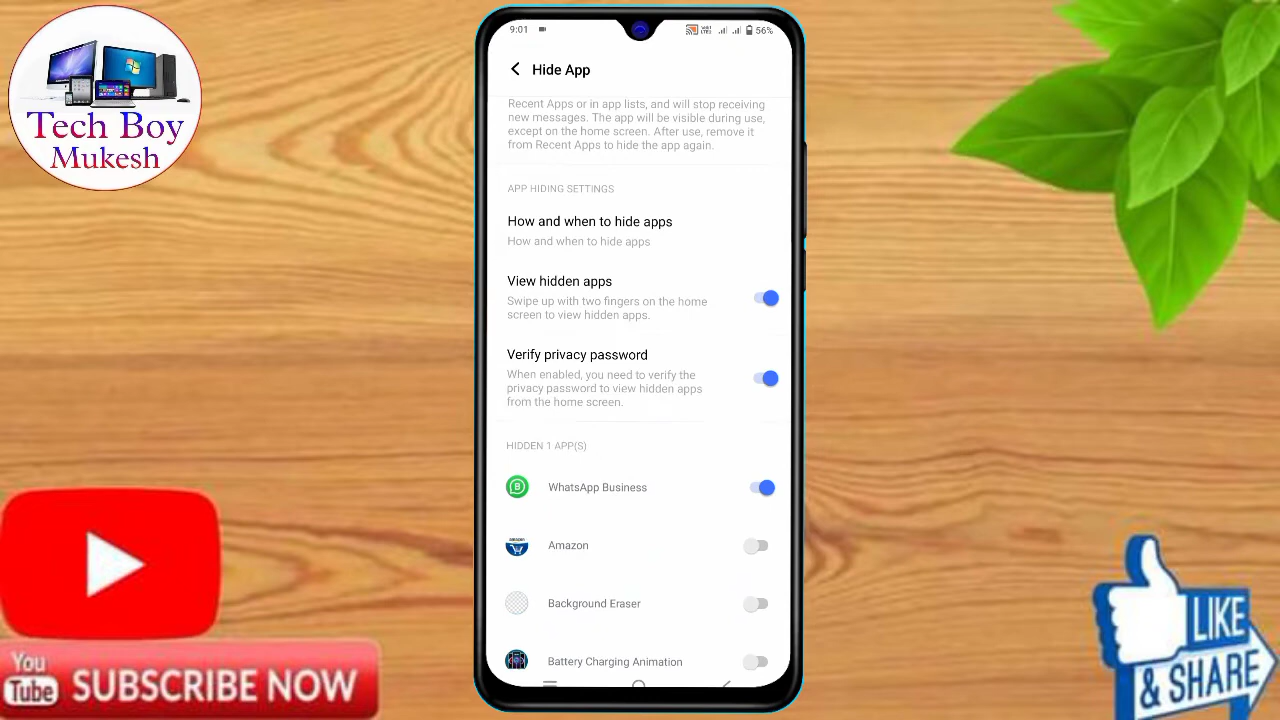 Tech Boy
Mukesh
9:01
56%
Hide App
Recent Apps or in app lists, and will stop receiving
new messages. The app will be visible during use,
except on the home screen. After use, remove it
from Recent Apps to hide the app again.
APP HIDING SETTINGS
How and when to hide apps
How and when to hide apps
View hidden apps
Swipe up with two fingers on the home
screen to view hidden apps.
Verify privacy password
When enabled, you need to verify the
privacy password to view hidden apps
from the home screen.
HIDDEN 1 APP(S)
WhatsApp Business
Amazon
Background Eraser
Battery Charging Animation
You
Tube
SUBSCRIBE NOW
LIKE
& SHARE